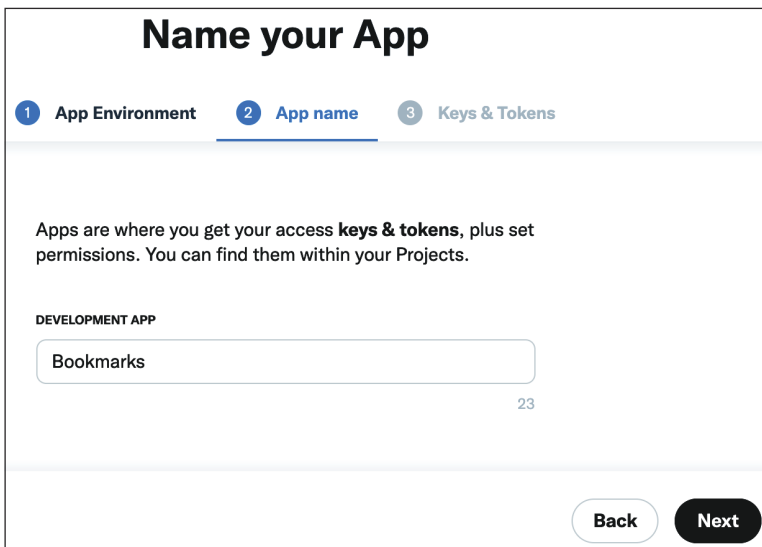 Name your App
1 App Environment 2 App name 3 Keys & Tokens
Apps are where you get your access keys & tokens, plus set
permissions. You can find them within your Projects.
DEVELOPMENT APP
Bookmarks
23
Back Next